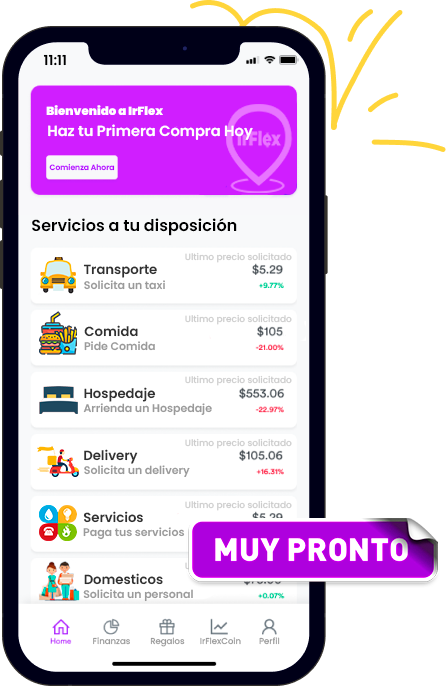 11:11
Bienvenido a IrFlex
Haz tu Primera Compra Hoy
IrFlex
Comienza Ahora
Servicios a tu disposición
Ultimo precio solicitado
Transporte $5.29
Solicita un taxi +9.77%
Ultimo precio solicitado
Comida $105
Pide Comida -21.00%
Ultimo precio solicitado
Hospedaje $553.06
Arrienda un Hospedaje -22.97%
Ultimo precio solicitado
Delivery $105.06
Solicita un delivery +16.31%
Ultimo precio solicitado
Servicios $5.29
Paga tus servicios
MUY PRONTO
Domesticos
Solicita un personal +0.07%
Home Finanzas Regalos IrFlexCoin Perfil